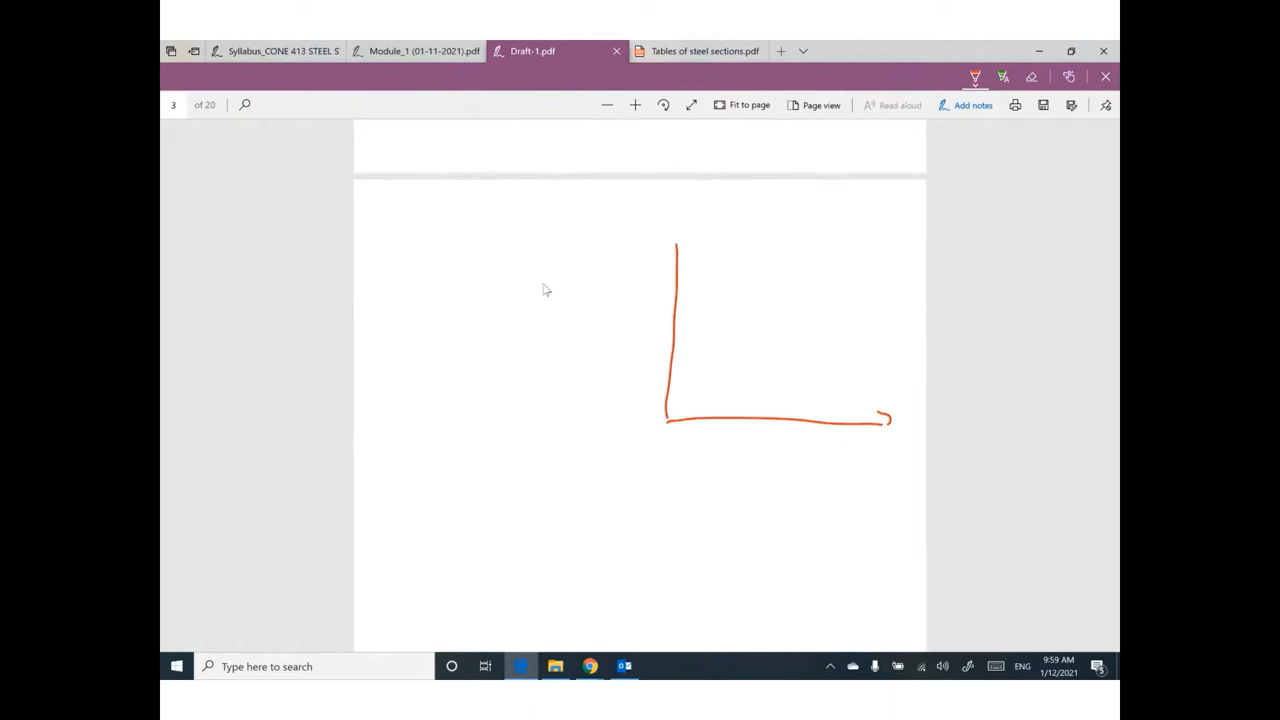 Syllabus_CONE 413 STEEL S
Module_1 (01-11-2021).pdf
Draft-1.pdf
Tables of steel sections.pdf
3 of 20
Fit to page
Page view
Read aloud
Add notes
Type here to search
ENG
9:59 AM
1/12/2021
5